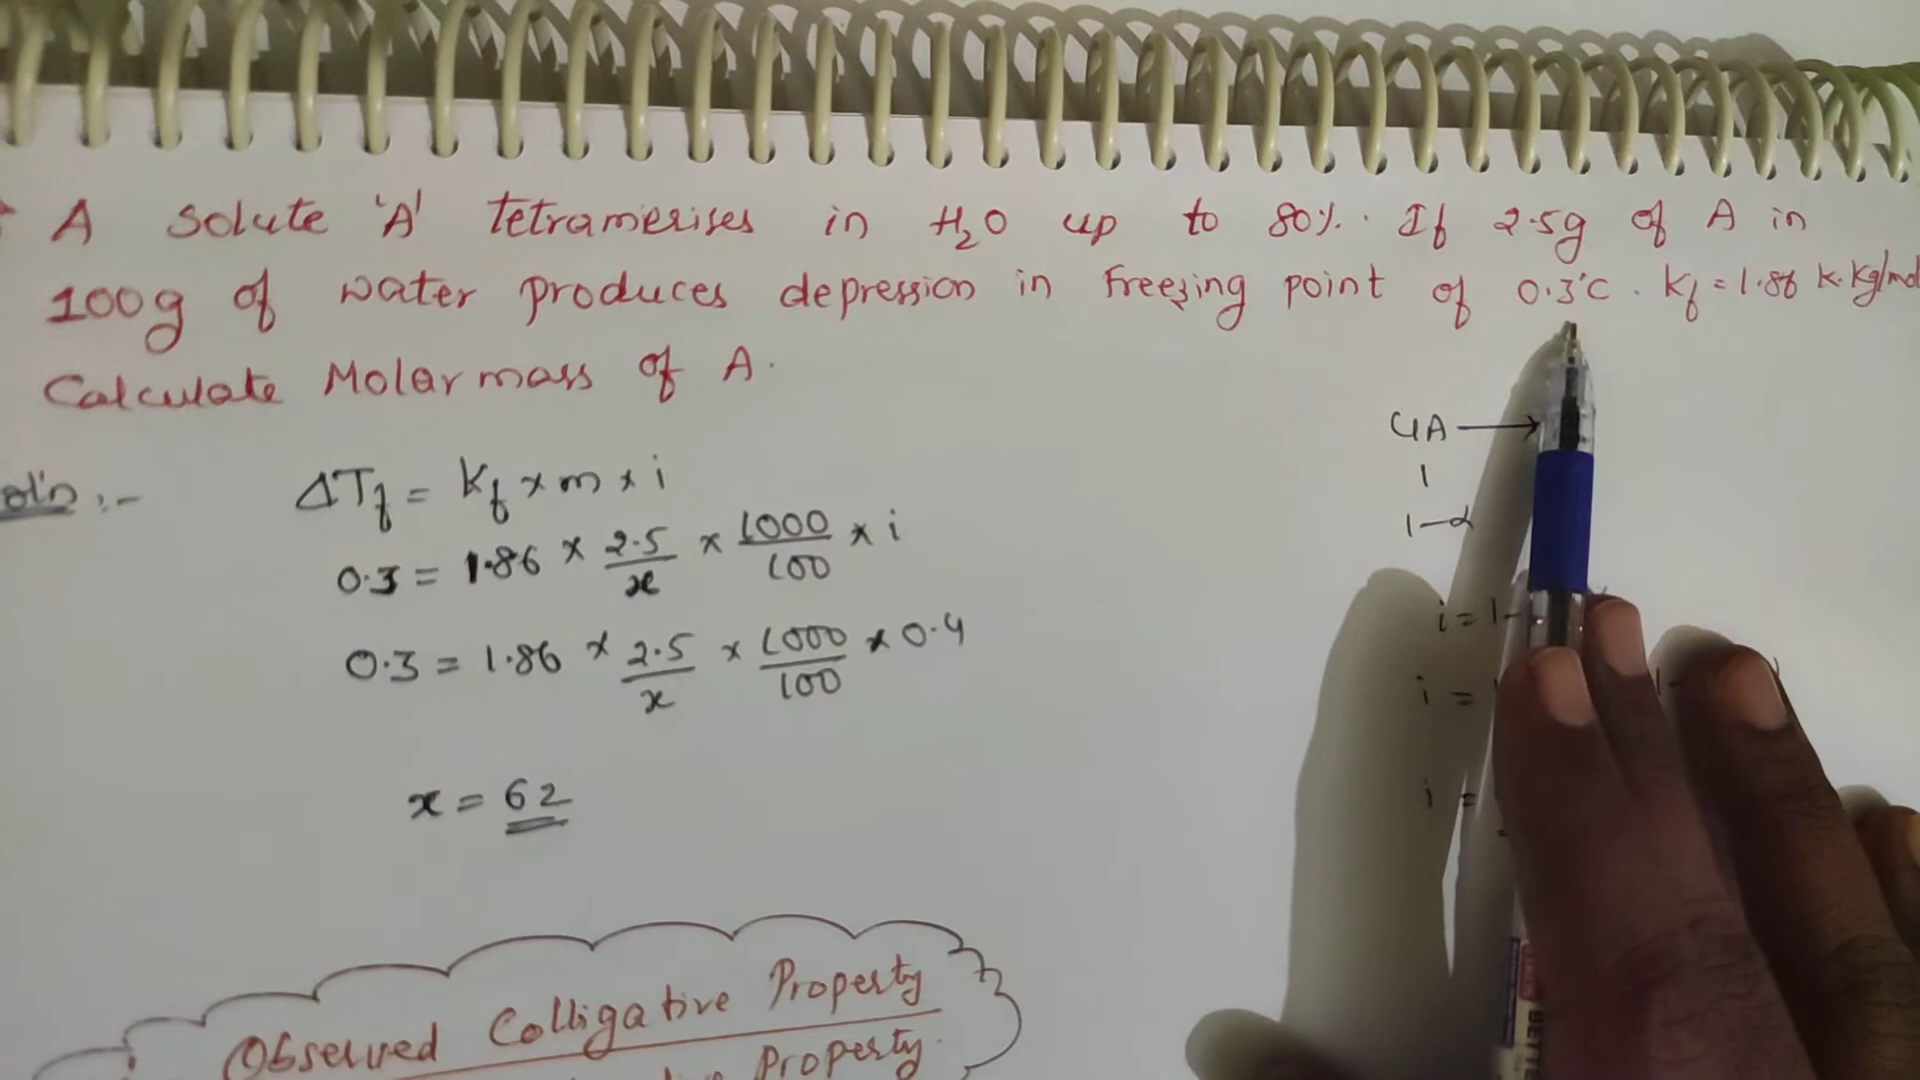 A solute 'A' tetramerises in H₂O up to 80%. If 2.5g of A in
100g of water produces depression in Freezing point of 0.3°C. Kf = 1.86 K.Kg/mol
Calculate Molar mass of A.
ol'n :-
ΔTf = Kf × m × i
0.3 = 1.86 × 2.5/x × 1000/100 × i
0.3 = 1.86 × 2.5/x × 1000/100 × 0.4
x = 62
4A →
1
1-α
i = 1-
i =
1-
i =
Observed Colligative Property
Property.